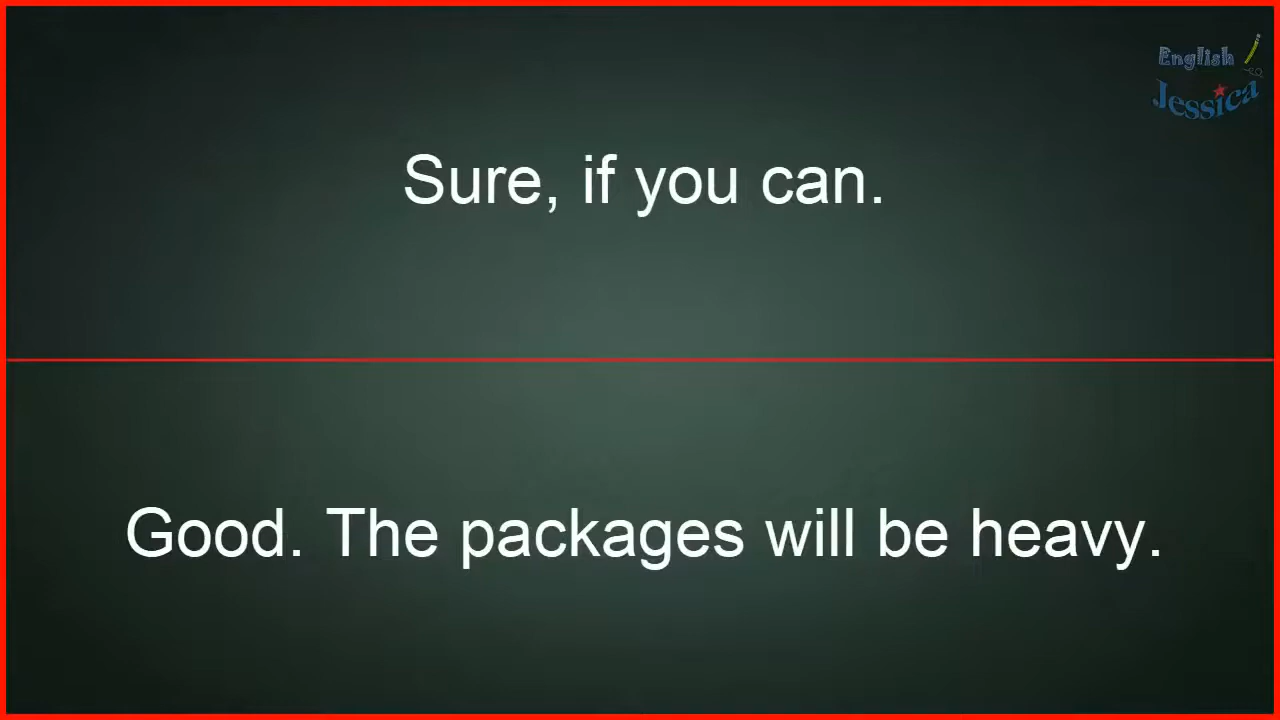 English
Jessica
Sure, if you can.
Good. The packages will be heavy.